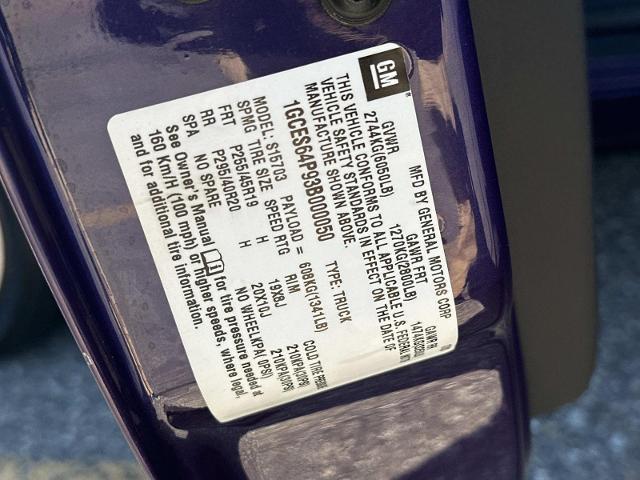 GM
MFD BY GENERAL MOTORS CORP
GVWR GAWR FRT GAWR RR
2744KG(6050LB) 1270KG(2800LB)
THIS VEHICLE CONFORMS TO ALL APPLICABLE U.S. FEDERAL
VEHICLE SAFETY STANDARDS IN EFFECT ON THE DATE OF
MANUFACTURE SHOWN ABOVE.
1GCES64P93B000050 TYPE: TRUCK
MODEL: S15703 PAYLOAD = 608KG(1341LB)
SPMG TIRE SIZE SPEED RTG RIM COLD TIRE
FRT P255/45R19 H 19X8J 210KPA(30PSI)
RR P295/40R20 H 20X10J 210KPA(30PSI)
SPA NO SPARE NO WHEEL KPA( 0PSI)
See Owner's Manual for tire pressure needed at
160 Km/H (100 mph) or higher speeds, where legal,
and for additional tire information.